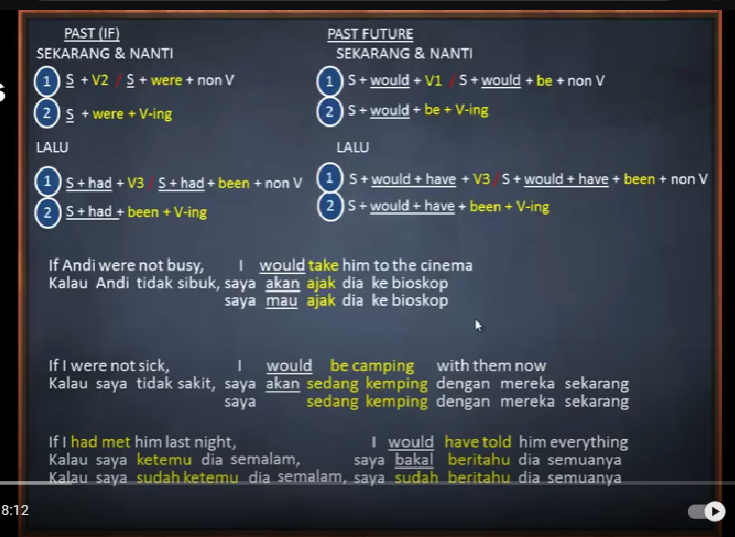 PAST (IF)
SEKARANG & NANTI
1 S + V2 / S + were + non V
2 S + were + V-ing
LALU
1 S + had + V3 / S + had + been + non V
2 S + had + been + V-ing
PAST FUTURE
SEKARANG & NANTI
1 S + would + V1 / S + would + be + non V
2 S + would + be + V-ing
LALU
1 S + would + have + V3 / S + would + have + been + non V
2 S + would + have + been + V-ing
If Andi were not busy, I would take him to the cinema
Kalau Andi tidak sibuk, saya akan ajak dia ke bioskop
saya mau ajak dia ke bioskop
If I were not sick, I would be camping with them now
Kalau saya tidak sakit, saya akan sedang kemping dengan mereka sekarang
saya sedang kemping dengan mereka sekarang
If I had met him last night, I would have told him everything
Kalau saya ketemu dia semalam, saya bakal beritahu dia semuanya
Kalau saya sudah ketemu dia semalam, saya sudah beritahu dia semuanya
8:12